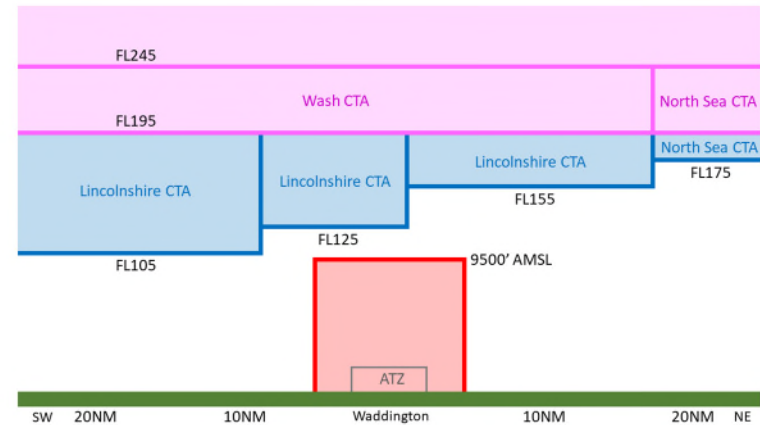 FL245
Wash CTA
North Sea CTA
FL195
Lincolnshire CTA
Lincolnshire CTA
Lincolnshire CTA
North Sea CTA
FL175
FL155
FL125
FL105
9500' AMSL
ATZ
SW 20NM 10NM Waddington 10NM 20NM NE